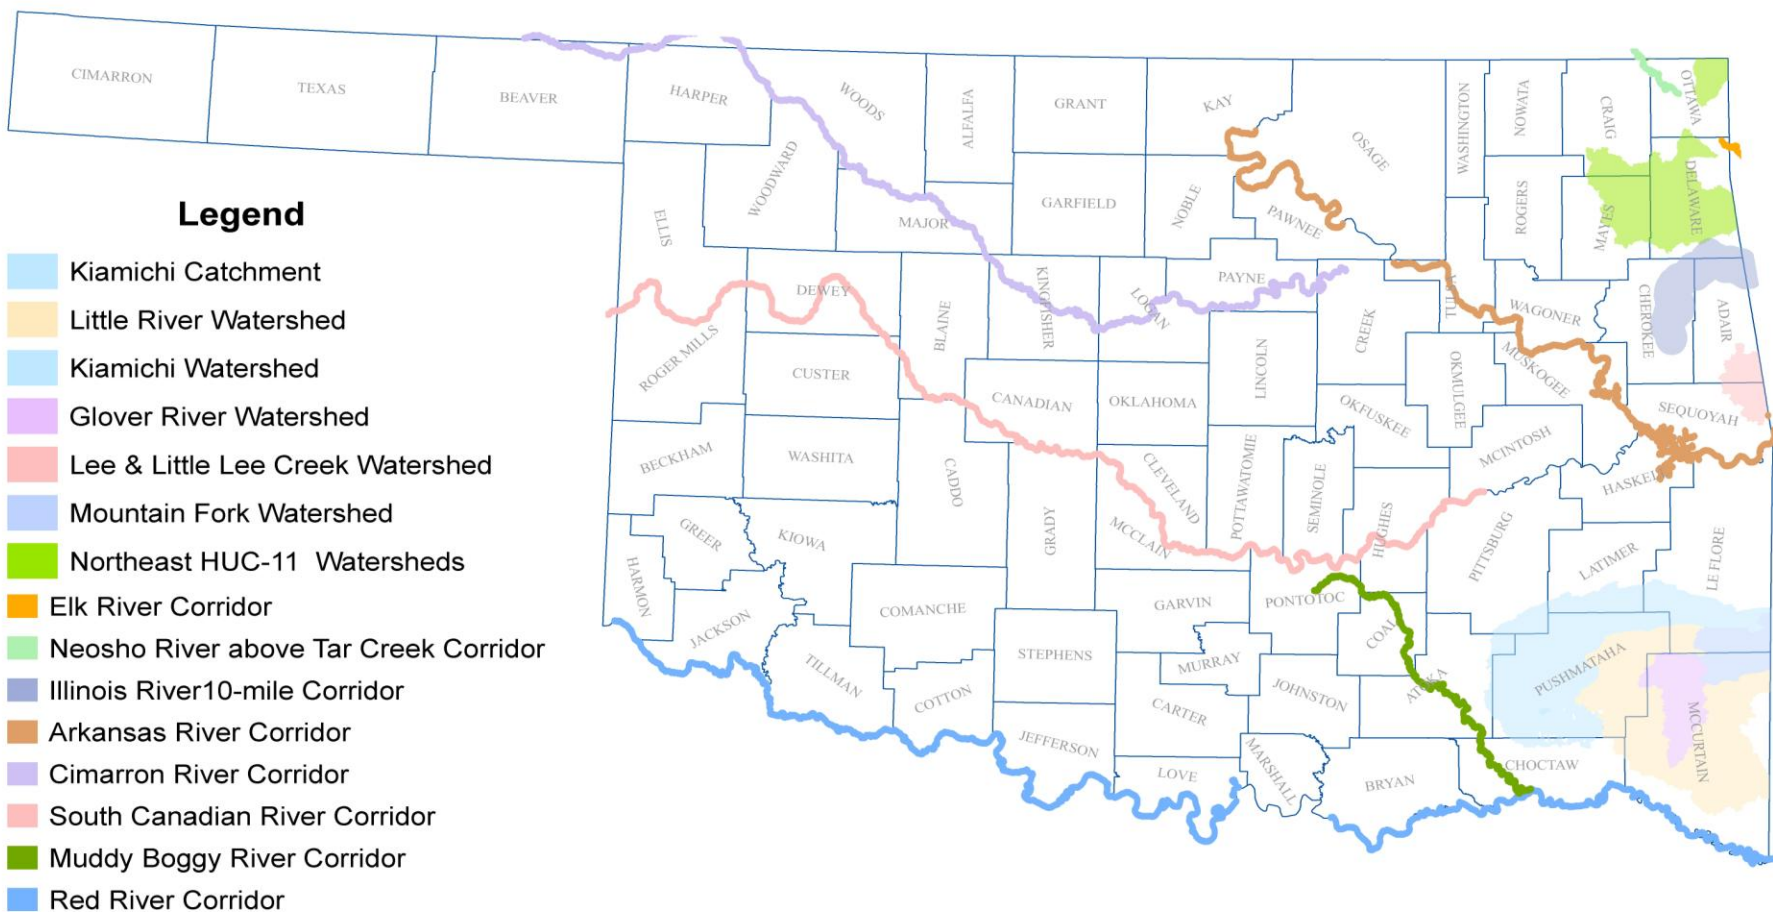 CIMARRON
TEXAS
BEAVER
HARPER
WOODS
ALFALFA
GRANT
KAY
OSAGE
WASHINGTON
NOWATA
CRAIG
OTTAWA
WOODWARD
ELLIS
MAJOR
GARFIELD
NOBLE
PAWNEE
ROGERS
MAYES
DELAWARE
Legend
Kiamichi Catchment
Little River Watershed
Kiamichi Watershed
Glover River Watershed
Lee & Little Lee Creek Watershed
Mountain Fork Watershed
Northeast HUC-11 Watersheds
Elk River Corridor
Neosho River above Tar Creek Corridor
Illinois River10-mile Corridor
Arkansas River Corridor
Cimarron River Corridor
South Canadian River Corridor
Muddy Boggy River Corridor
Red River Corridor
DEWEY
BLAINE
KINGFISHER
LOGAN
PAYNE
CREEK
TULSA
WAGONER
CHEROKEE
ADAIR
ROGER MILLS
CUSTER
CANADIAN
OKLAHOMA
LINCOLN
OKFUSKEE
OKMULGEE
MUSKOGEE
SEQUOYAH
BECKHAM
WASHITA
CADDO
GRADY
CLEVELAND
MCCLAIN
POTTAWATOMIE
SEMINOLE
HUGHES
MCINTOSH
HASKELL
PITTSBURG
LATIMER
LE FLORE
GREER
KIOWA
HARMON
JACKSON
TILLMAN
COMANCHE
COTTON
STEPHENS
JEFFERSON
GARVIN
MURRAY
CARTER
LOVE
PONTOTOC
JOHNSTON
MARSHALL
COAL
ATOKA
BRYAN
PUSHMATAHA
CHOCTAW
MCCURTAIN